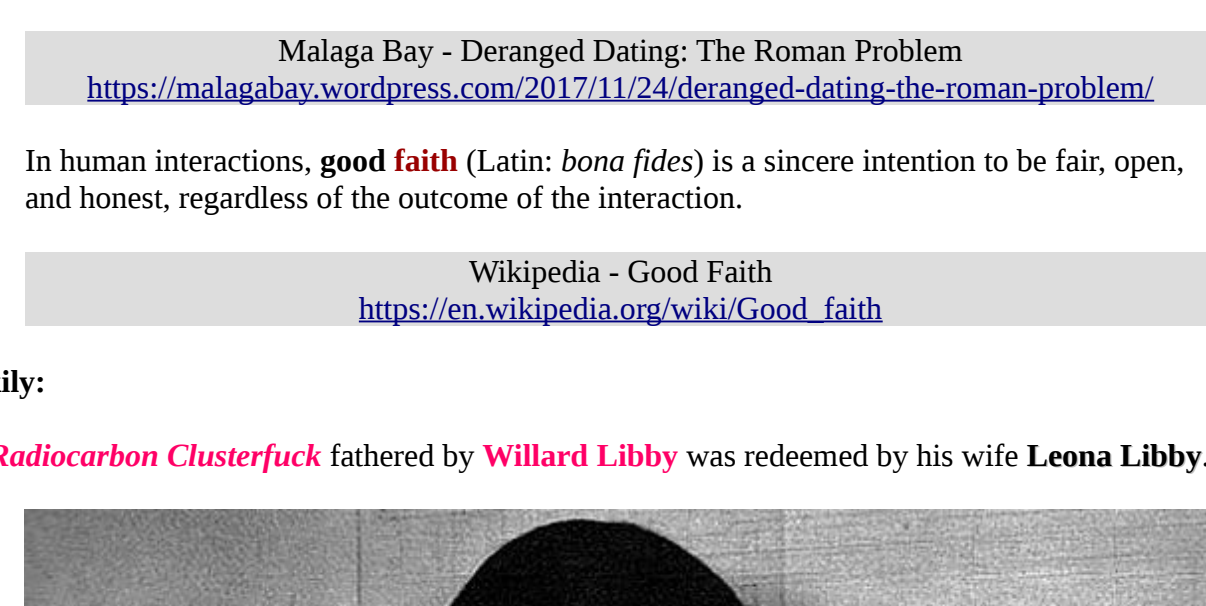 Malaga Bay - Deranged Dating: The Roman Problem
https://malagabay.wordpress.com/2017/11/24/deranged-dating-the-roman-problem/
In human interactions, good faith (Latin: bona fides) is a sincere intention to be fair, open,
and honest, regardless of the outcome of the interaction.
Wikipedia - Good Faith
https://en.wikipedia.org/wiki/Good_faith
Radiocarbon Clusterfuck fathered by Willard Libby was redeemed by his wife Leona Libby.